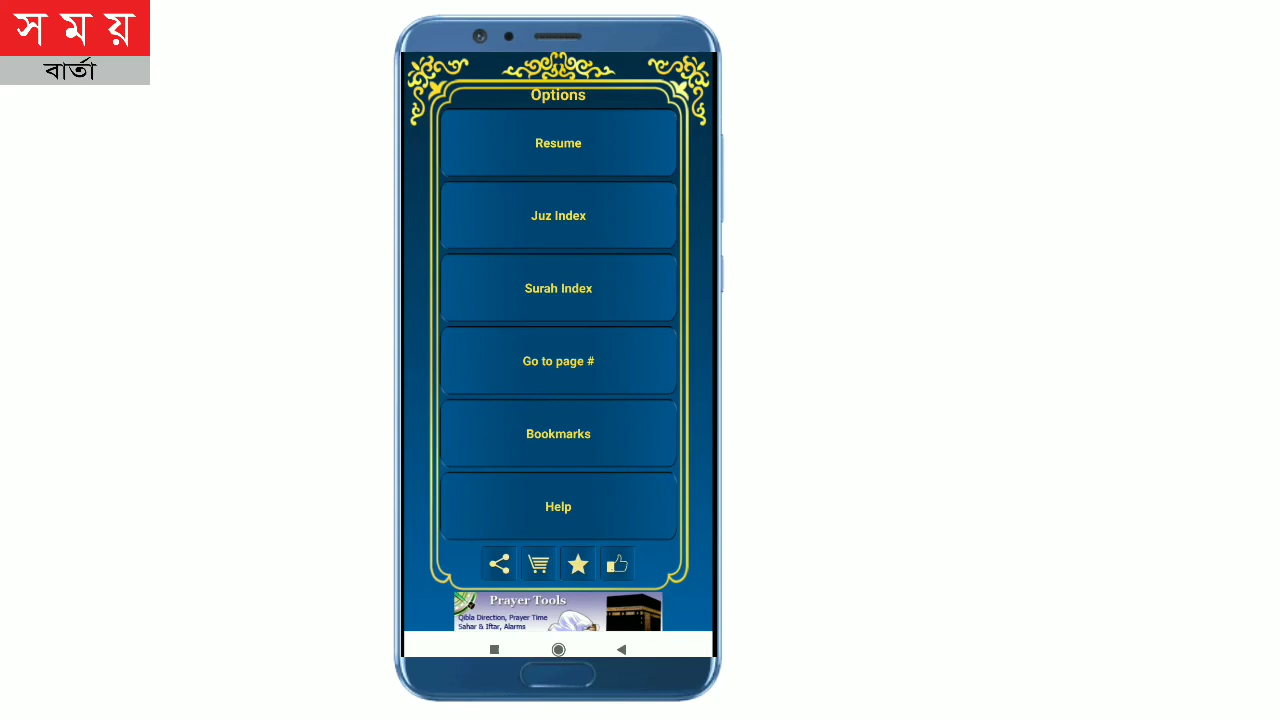 সময়
বার্তা
Options
Resume
Juz Index
Surah Index
Go to page #
Bookmarks
Help
Prayer Tools
Qibla Direction, Prayer Time
Sahar & Iftar, Alarms